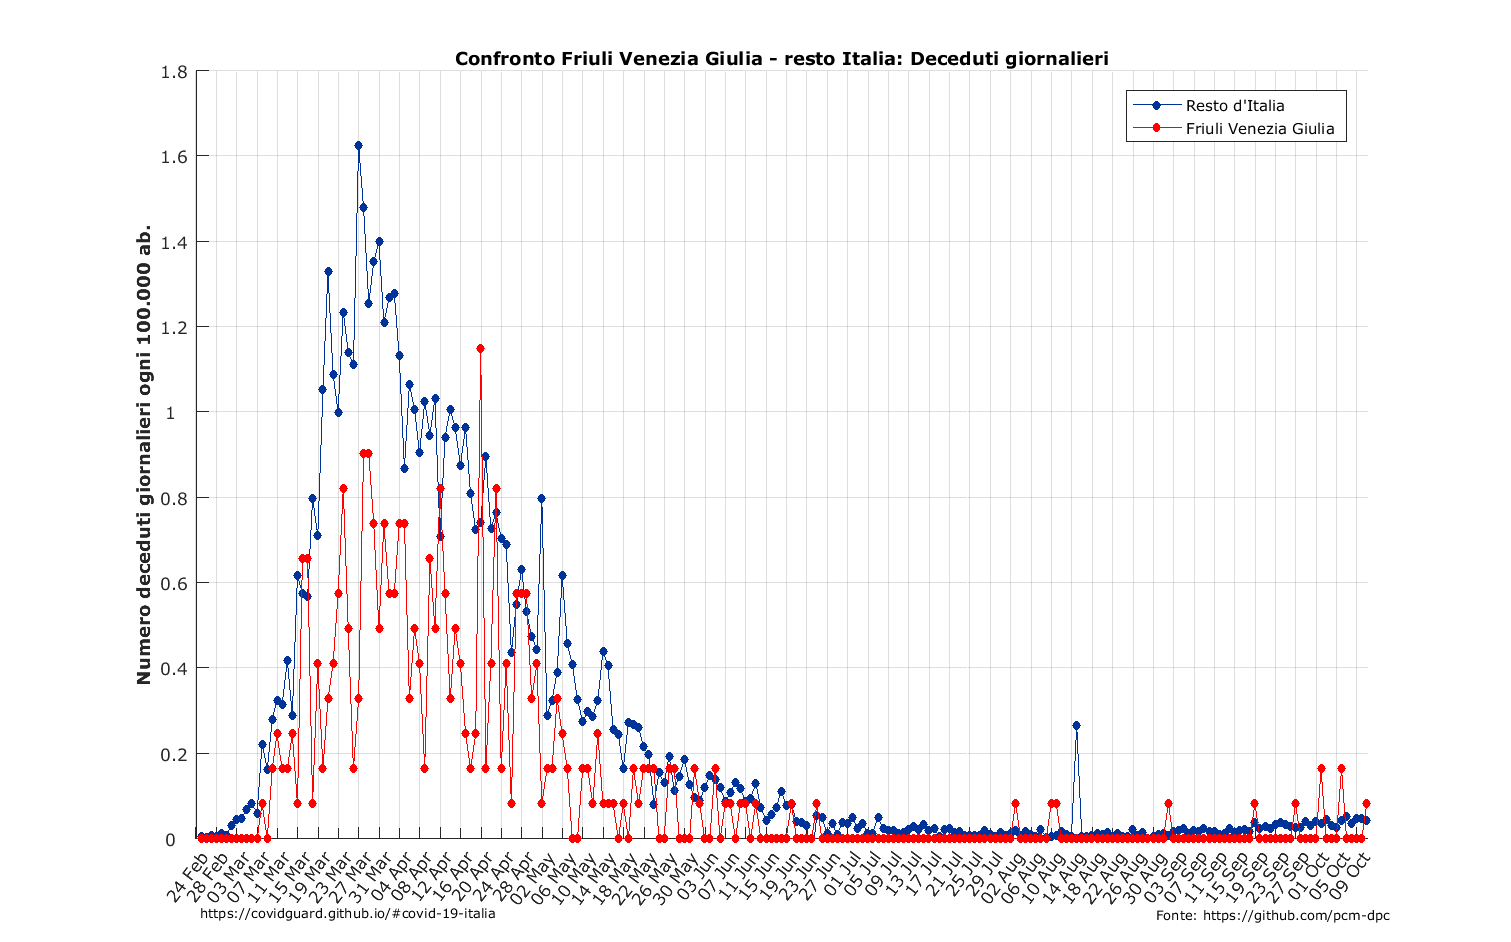 Confronto Friuli Venezia Giulia - resto Italia: Deceduti giornalieri
Resto d'Italia
Friuli Venezia Giulia
Numero deceduti giornalieri ogni 100.000 ab.
1.8
1.6
1.4
1.2
1
0.8
0.6
0.4
0.2
0
24 Feb
28 Feb
03 Mar
07 Mar
11 Mar
15 Mar
19 Mar
23 Mar
27 Mar
31 Mar
04 Apr
08 Apr
12 Apr
16 Apr
20 Apr
24 Apr
28 Apr
02 May
06 May
10 May
14 May
18 May
22 May
26 May
30 May
03 Jun
07 Jun
11 Jun
15 Jun
19 Jun
23 Jun
27 Jun
01 Jul
05 Jul
09 Jul
13 Jul
17 Jul
21 Jul
25 Jul
29 Jul
02 Aug
06 Aug
10 Aug
14 Aug
18 Aug
22 Aug
26 Aug
30 Aug
03 Sep
07 Sep
11 Sep
15 Sep
19 Sep
23 Sep
27 Sep
01 Oct
05 Oct
09 Oct
https://covidguard.github.io/#covid-19-italia
Fonte: https://github.com/pcm-dpc